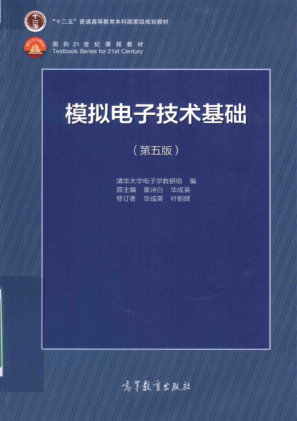 "十二五"普通高等教育本科国家级规划教材
面向21世纪课程教材
Textbook Series for 21st Century
模拟电子技术基础
（第五版）
清华大学电子学教研组 编
原主编 童诗白 华成英
修订者 华成英 叶朝辉
高等教育出版社